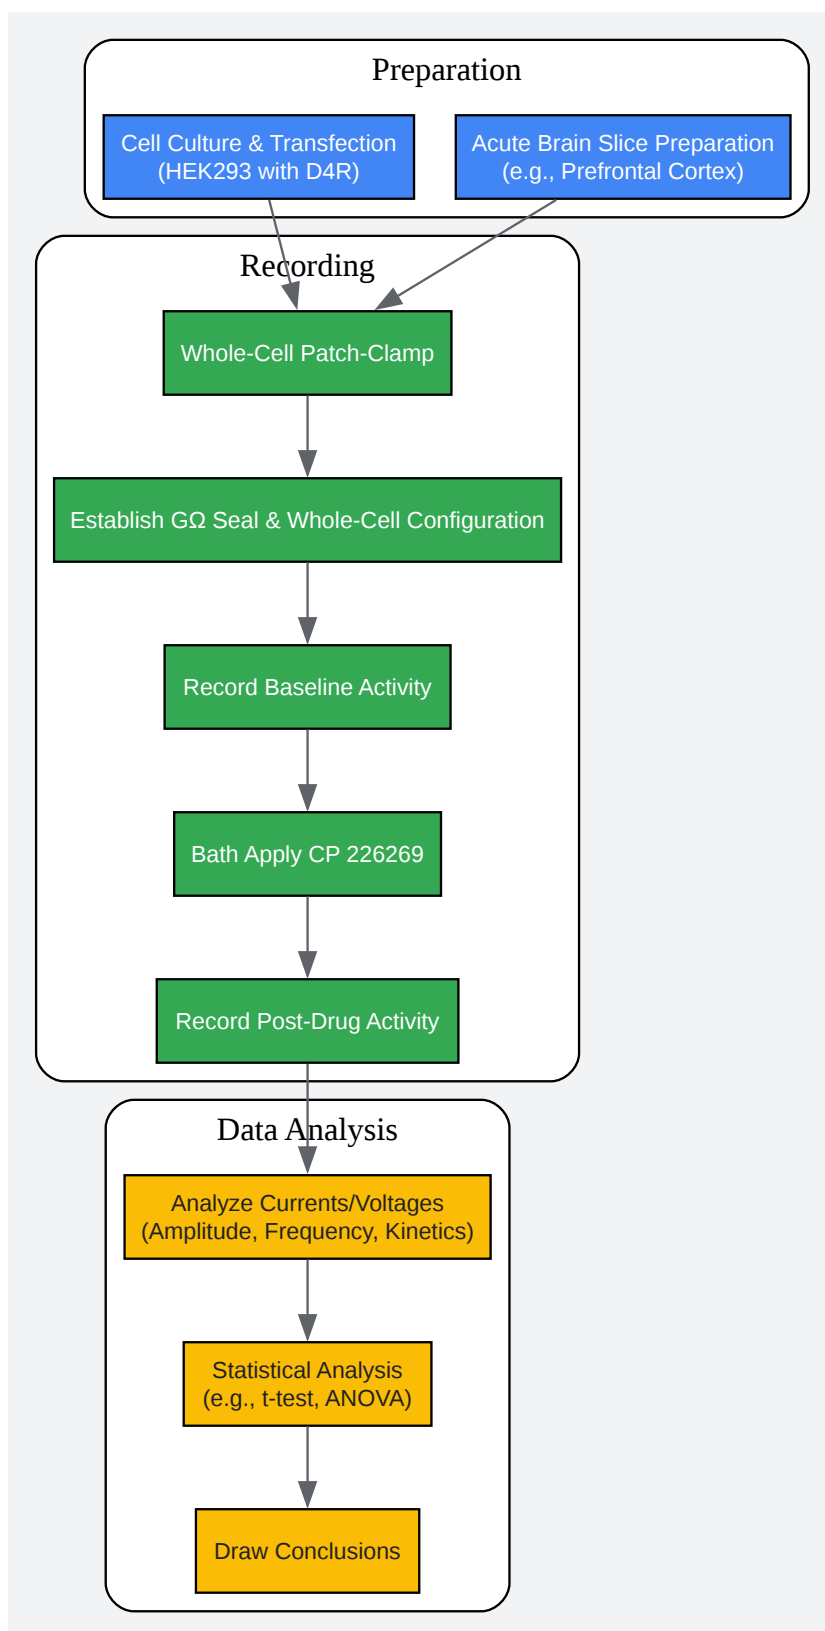 Preparation
Cell Culture & Transfection
(HEK293 with D4R)
Acute Brain Slice Preparation
(e.g., Prefrontal Cortex)
Recording
Whole-Cell Patch-Clamp
Establish GΩ Seal & Whole-Cell Configuration
Record Baseline Activity
Bath Apply CP 226269
Record Post-Drug Activity
Data Analysis
Analyze Currents/Voltages
(Amplitude, Frequency, Kinetics)
Statistical Analysis
(e.g., t-test, ANOVA)
Draw Conclusions